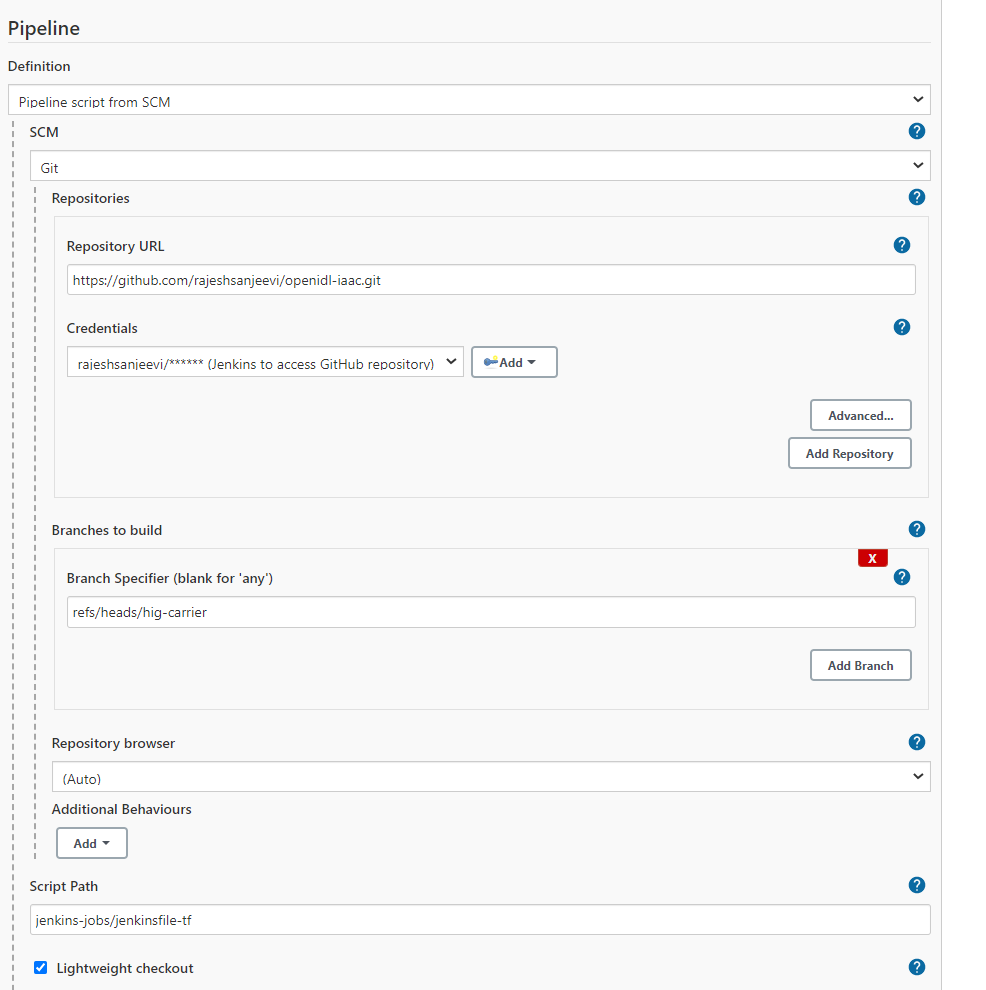 Pipeline
Definition
Pipeline script from SCM
SCM
?
Git
Repositories
?
Repository URL
?
https://github.com/rajeshsanjeevi/openidl-iaac.git
Credentials
?
rajeshsanjeevi/****** (Jenkins to access GitHub repository)
Add
Advanced...
Add Repository
Branches to build
?
X
Branch Specifier (blank for 'any')
?
refs/heads/hig-carrier
Add Branch
Repository browser
?
(Auto)
Additional Behaviours
Add
Script Path
?
jenkins-jobs/jenkinsfile-tf
Lightweight checkout
?